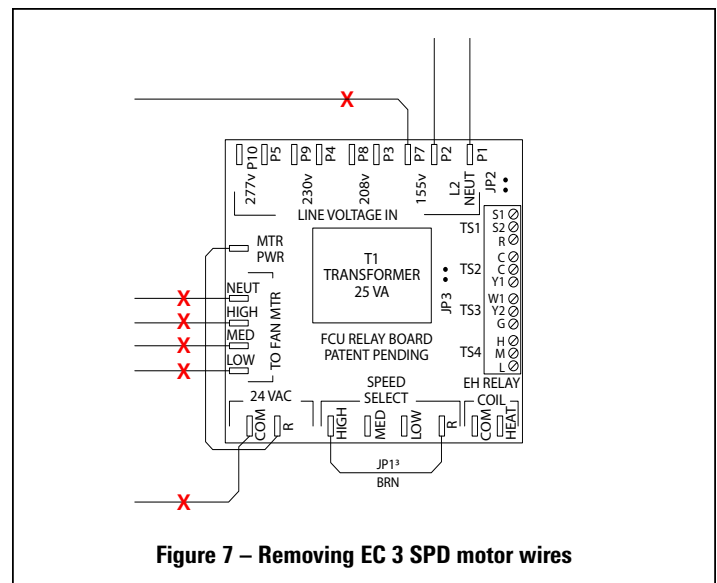 X
P10 P5 P9 P4 P8 P3 P7 P2 P1
277v 230v 208v 155v L2 NEUT JP2
LINE VOLTAGE IN
MTR
PWR
T1
TRANSFORMER
25 VA
JP3
TS1
S1
S2
R
TS2
C
C
Y1
TS3
W1
Y2
G
TS4
H
M
L
X NEUT
X HIGH
X MED
X LOW
TO FAN MTR
FCU RELAY BOARD
PATENT PENDING
24 VAC
COM R
SPEED
SELECT
HIGH MED LOW R
EH RELAY
COIL
COM HEAT
JP1³
BRN
X
Figure 7 – Removing EC 3 SPD motor wires